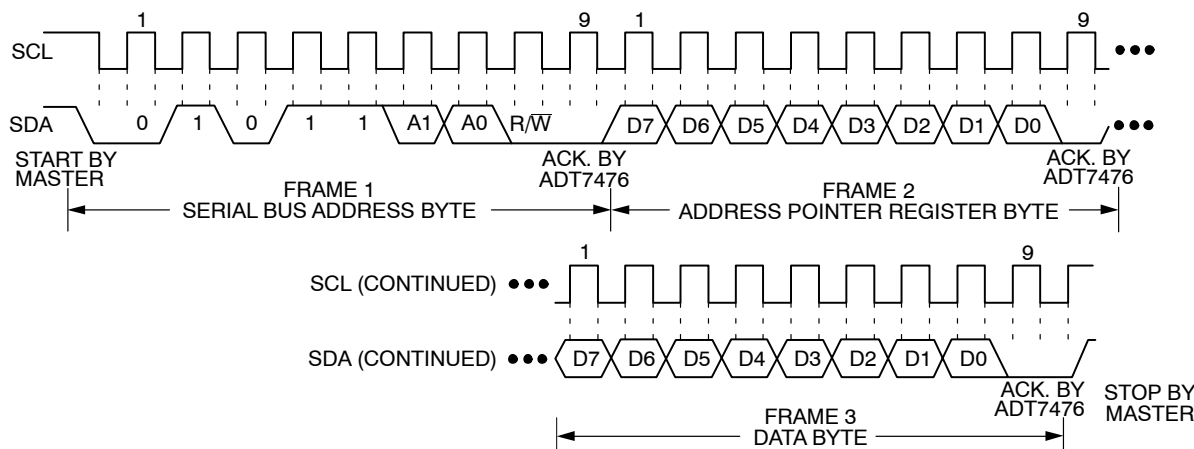 1 9 1 9
SCL
SDA 0 1 0 1 1 A1 A0 R/W̅ D7 D6 D5 D4 D3 D2 D1 D0
START BY MASTER
ACK. BY ADT7476
ACK. BY ADT7476
FRAME 1
SERIAL BUS ADDRESS BYTE
FRAME 2
ADDRESS POINTER REGISTER BYTE
1 9
SCL (CONTINUED)
SDA (CONTINUED) D7 D6 D5 D4 D3 D2 D1 D0
ACK. BY ADT7476
STOP BY MASTER
FRAME 3
DATA BYTE